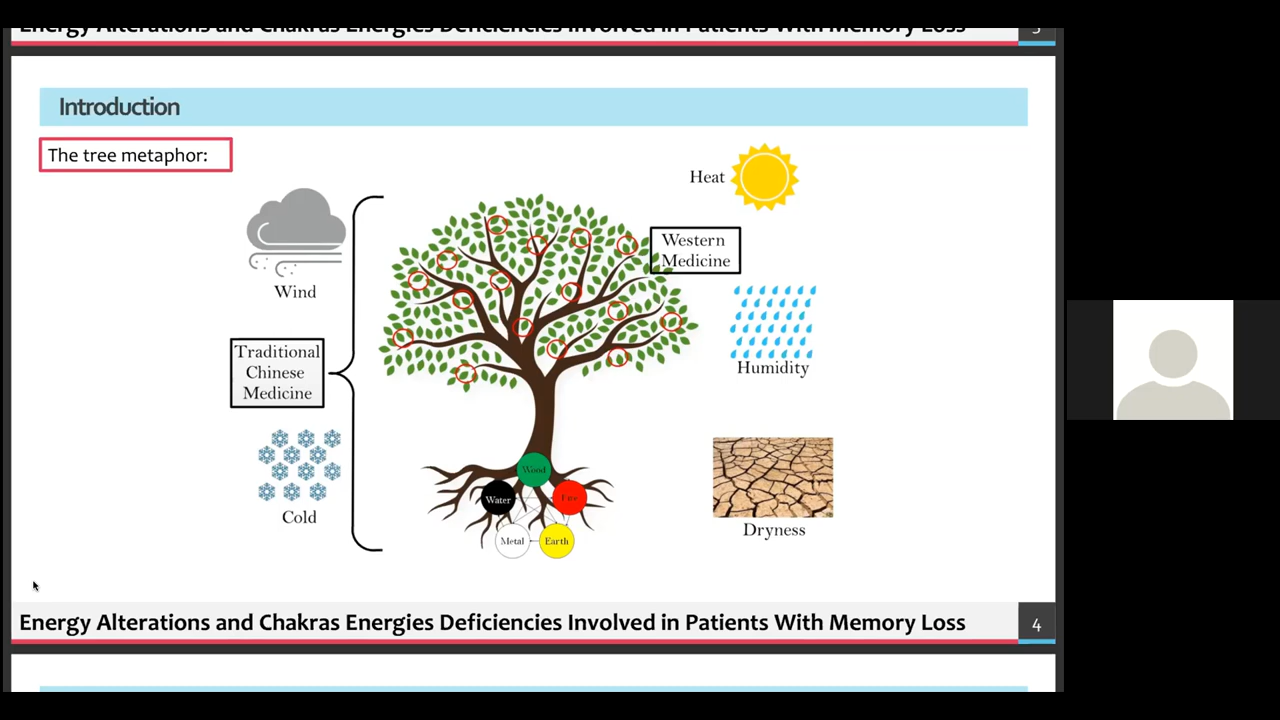 Energy Alterations and Chakras Energies Deficiencies Involved in Patients With Memory Loss
3
Introduction
The tree metaphor:
Heat
Western
Medicine
Wind
Traditional
Chinese
Medicine
Humidity
Cold
Wood
Water
Fire
Metal
Earth
Dryness
Energy Alterations and Chakras Energies Deficiencies Involved in Patients With Memory Loss
4